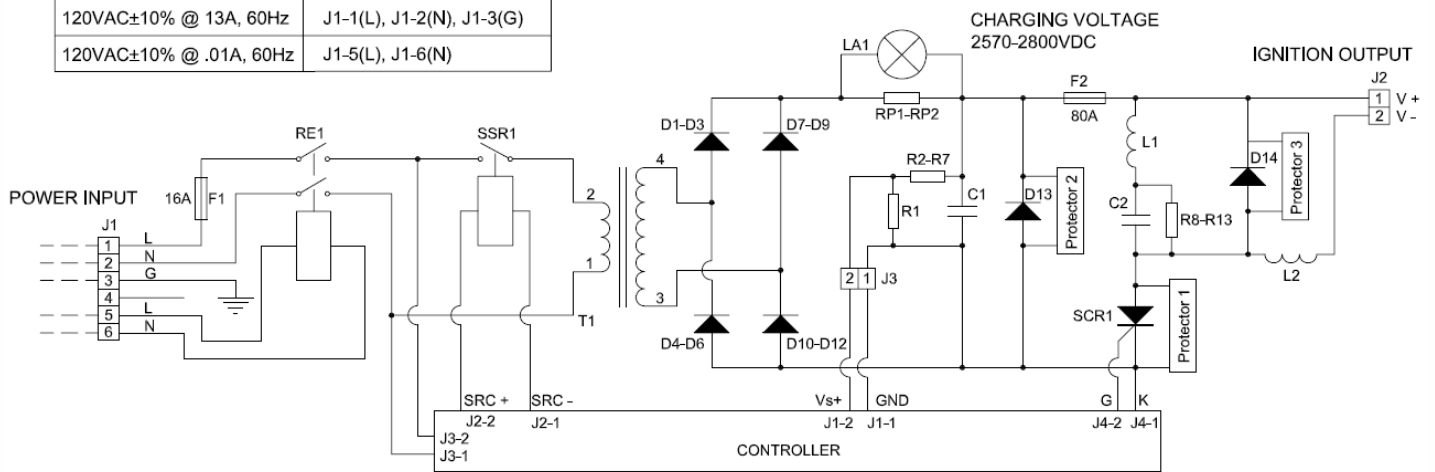 120VAC±10% @ 13A, 60Hz J1-1(L), J1-2(N), J1-3(G)
120VAC±10% @ .01A, 60Hz J1-5(L), J1-6(N)
CHARGING VOLTAGE
2570-2800VDC
LA1
IGNITION OUTPUT
J2
1 V +
2 V -
F2
80A
RP1-RP2
D1-D3
D7-D9
RE1
SSR1
L1
D14
Protector 3
4
R2-R7
POWER INPUT
16A F1
2
C1
D13
Protector 2
C2
R8-R13
R1
J1
1 L
2 N
3 G
4
5 L
6 N
1
3
2 1 J3
L2
T1
SCR1
Protector 1
D4-D6
D10-D12
SRC + SRC - Vs+ GND G K
J2-2 J2-1 J1-2 J1-1 J4-2 J4-1
J3-2
J3-1
CONTROLLER